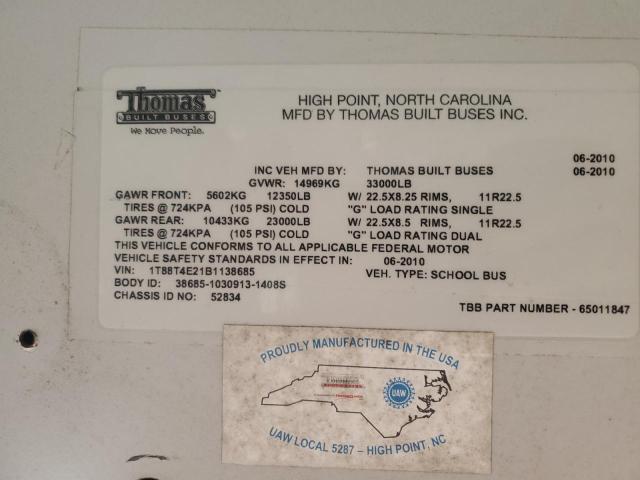 Thomas
BUILT BUSES
We Move People.™
HIGH POINT, NORTH CAROLINA
MFD BY THOMAS BUILT BUSES INC.
06-2010
INC VEH MFD BY: THOMAS BUILT BUSES 06-2010
GVWR: 14969KG 33000LB
GAWR FRONT: 5602KG 12350LB W/ 22.5X8.25 RIMS, 11R22.5
TIRES @ 724KPA (105 PSI) COLD "G" LOAD RATING SINGLE
GAWR REAR: 10433KG 23000LB W/ 22.5X8.5 RIMS, 11R22.5
TIRES @ 724KPA (105 PSI) COLD "G" LOAD RATING DUAL
THIS VEHICLE CONFORMS TO ALL APPLICABLE FEDERAL MOTOR
VEHICLE SAFETY STANDARDS IN EFFECT IN: 06-2010
VIN: 1T88T4E21B1138685 VEH. TYPE: SCHOOL BUS
BODY ID: 38685-1030913-1408S
CHASSIS ID NO: 52834 TBB PART NUMBER - 65011847
PROUDLY MANUFACTURED IN THE USA
UAW
UAW LOCAL 5287 – HIGH POINT, NC